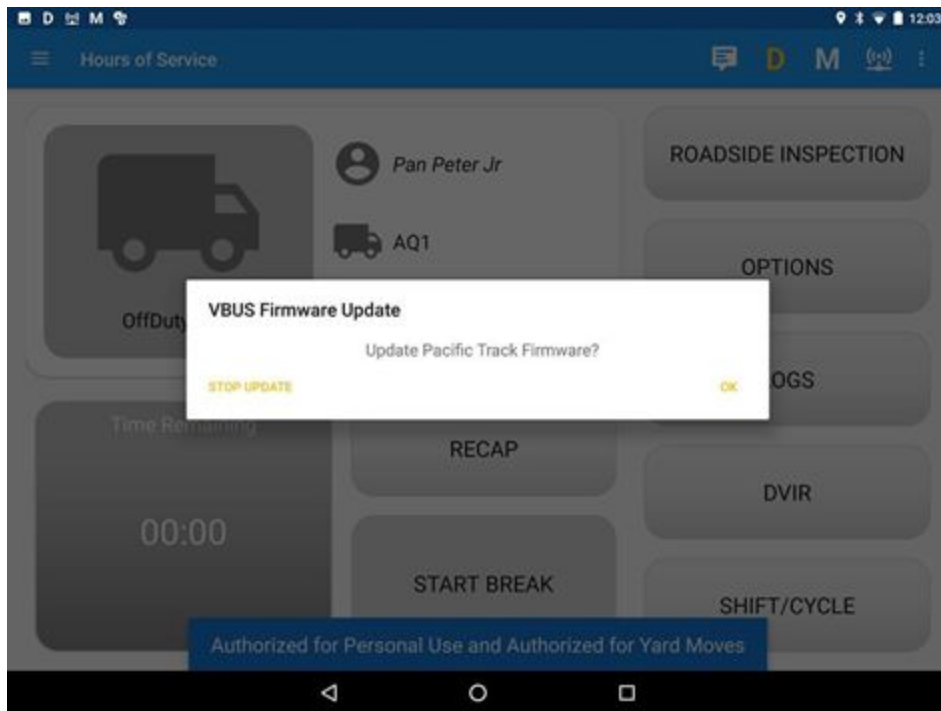 D M 12:03
Hours of Service
D M
Pan Peter Jr
ROADSIDE INSPECTION
AQ1
OPTIONS
OffDuty
VBUS Firmware Update
Update Pacific Track Firmware?
STOP UPDATE
OK
OGS
Time Remaining
RECAP
DVIR
00:00
START BREAK
SHIFT/CYCLE
Authorized for Personal Use and Authorized for Yard Moves